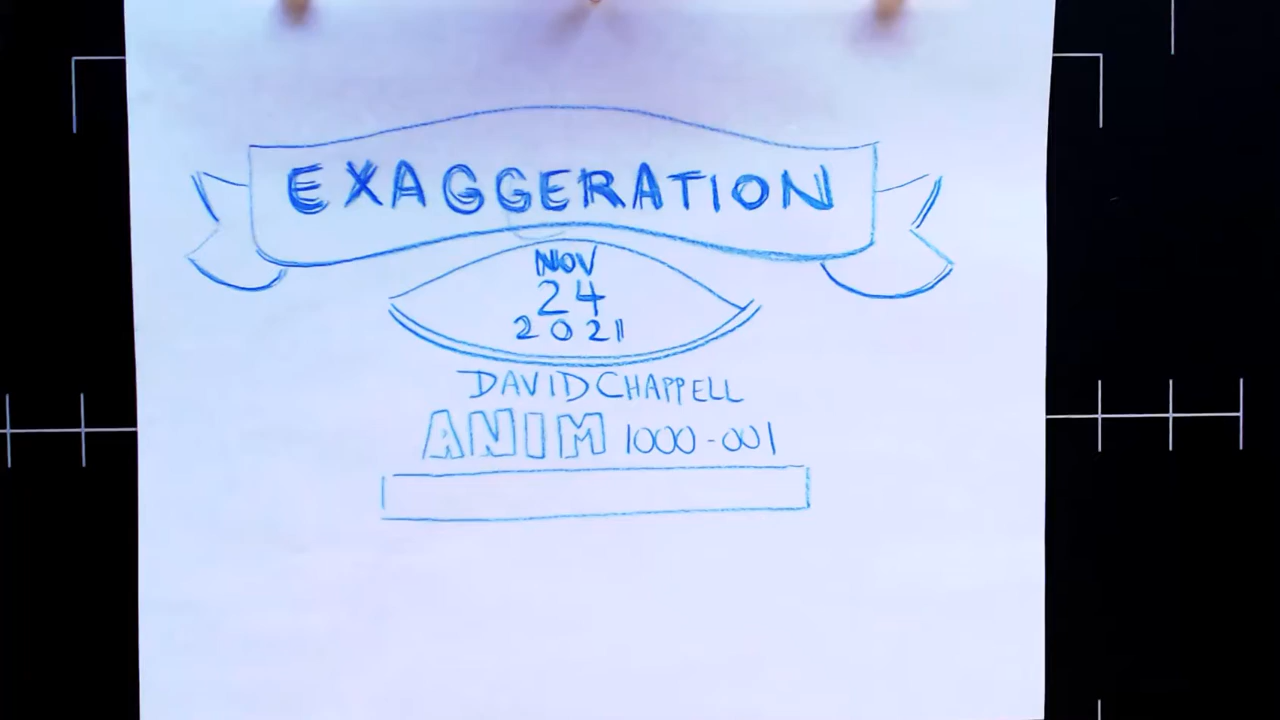 EXAGGERATION
NOV
24
2021
DAVID CHAPPELL
ANIM 1000-001